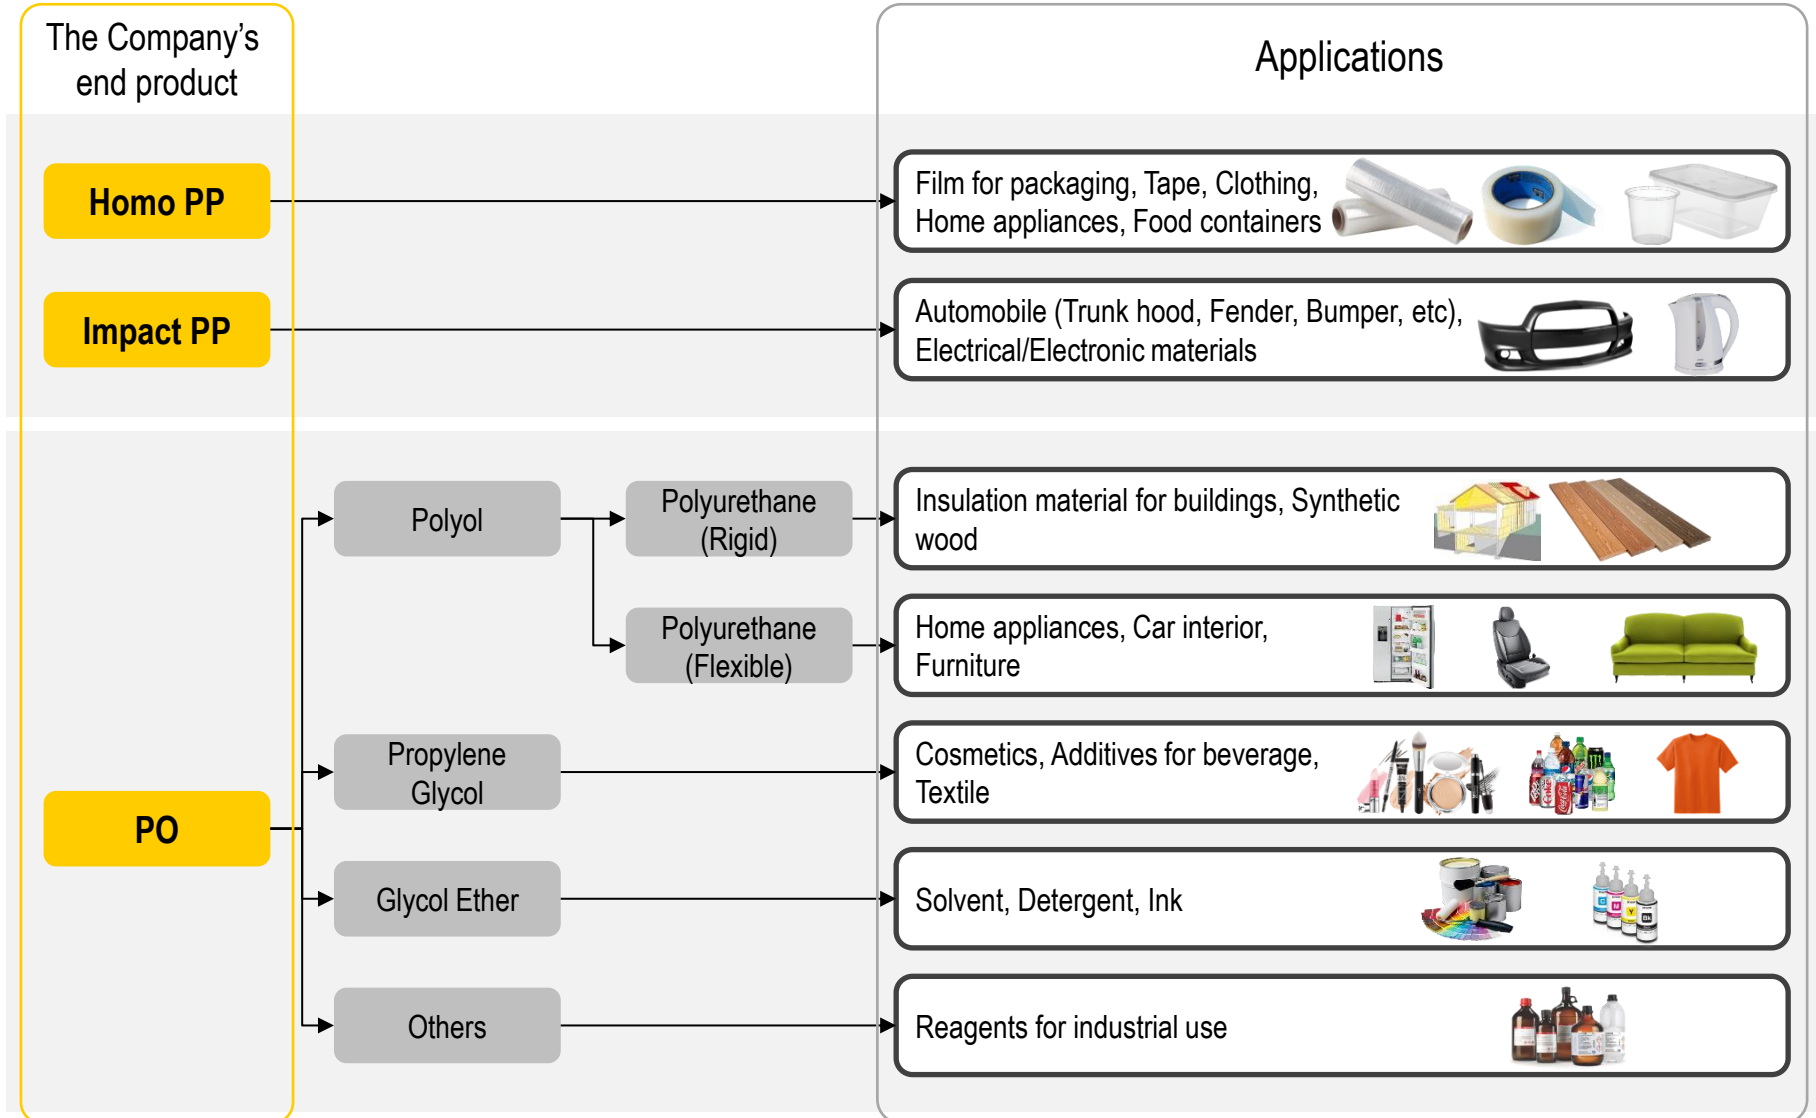 The Company’s
end product
Applications
Homo PP
Film for packaging, Tape, Clothing,
Home appliances, Food containers
Impact PP
Automobile (Trunk hood, Fender, Bumper, etc),
Electrical/Electronic materials
Polyol
Polyurethane
(Rigid)
Insulation material for buildings, Synthetic
wood
Polyurethane
(Flexible)
Home appliances, Car interior,
Furniture
Propylene
Glycol
Cosmetics, Additives for beverage,
Textile
PO
Glycol Ether
Solvent, Detergent, Ink
C
M
Y
Bk
Others
Reagents for industrial use